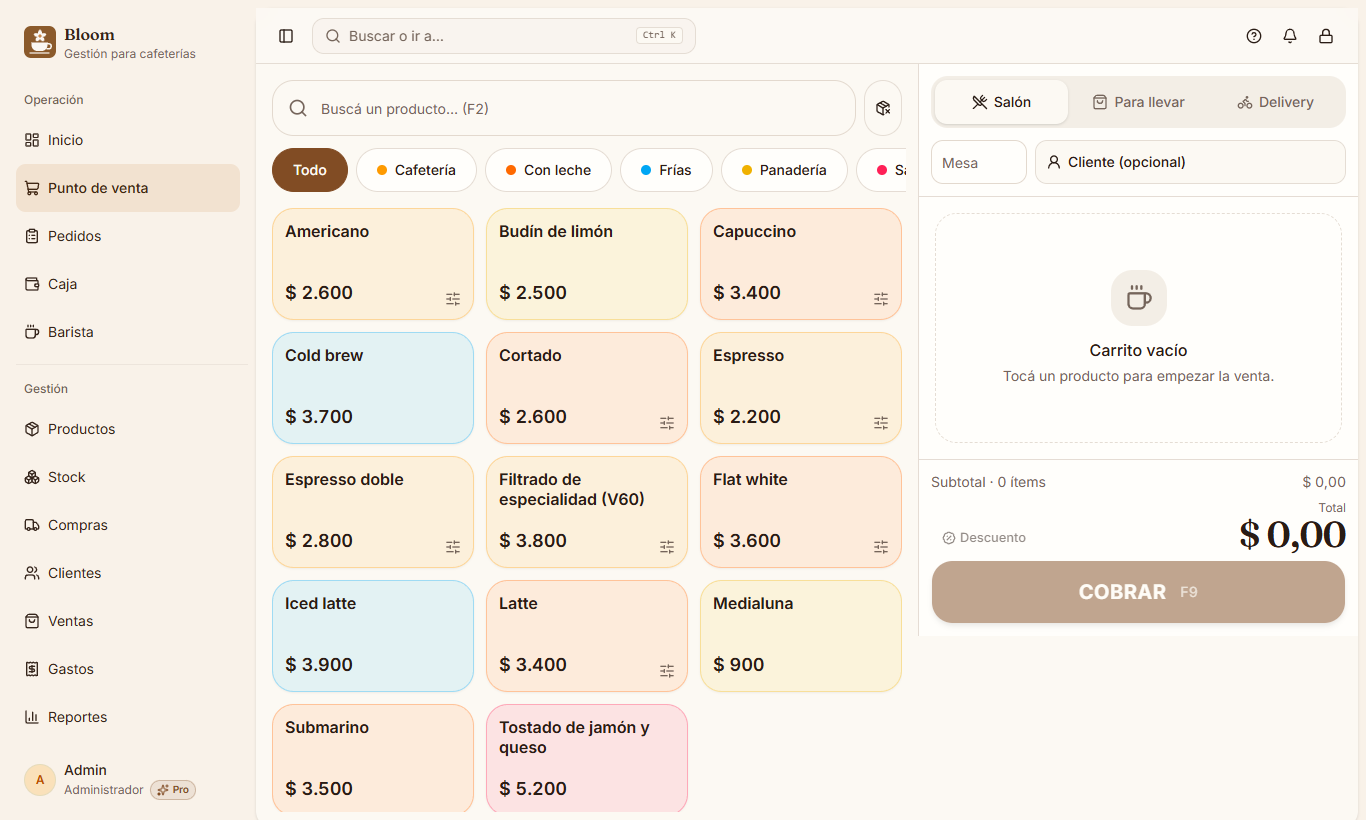 Bloom
Gestión para cafeterías
Operación
Inicio
Punto de venta
Pedidos
Caja
Barista
Gestión
Productos
Stock
Compras
Clientes
Ventas
Gastos
Reportes
A
Admin
Administrador
Pro
Buscar o ir a...
Ctrl K
Buscá un producto... (F2)
Todo
Cafetería
Con leche
Frías
Panadería
Americano
$ 2.600
Budín de limón
$ 2.500
Capuccino
$ 3.400
Cold brew
$ 3.700
Cortado
$ 2.600
Espresso
$ 2.200
Espresso doble
$ 2.800
Filtrado de
especialidad (V60)
$ 3.800
Flat white
$ 3.600
Iced latte
$ 3.900
Latte
$ 3.400
Medialuna
$ 900
Submarino
$ 3.500
Tostado de jamón y
queso
$ 5.200
Salón
Para llevar
Delivery
Mesa
Cliente (opcional)
Carrito vacío
Tocá un producto para empezar la venta.
Subtotal · 0 ítems
$ 0,00
Total
Descuento
$ 0,00
COBRAR F9